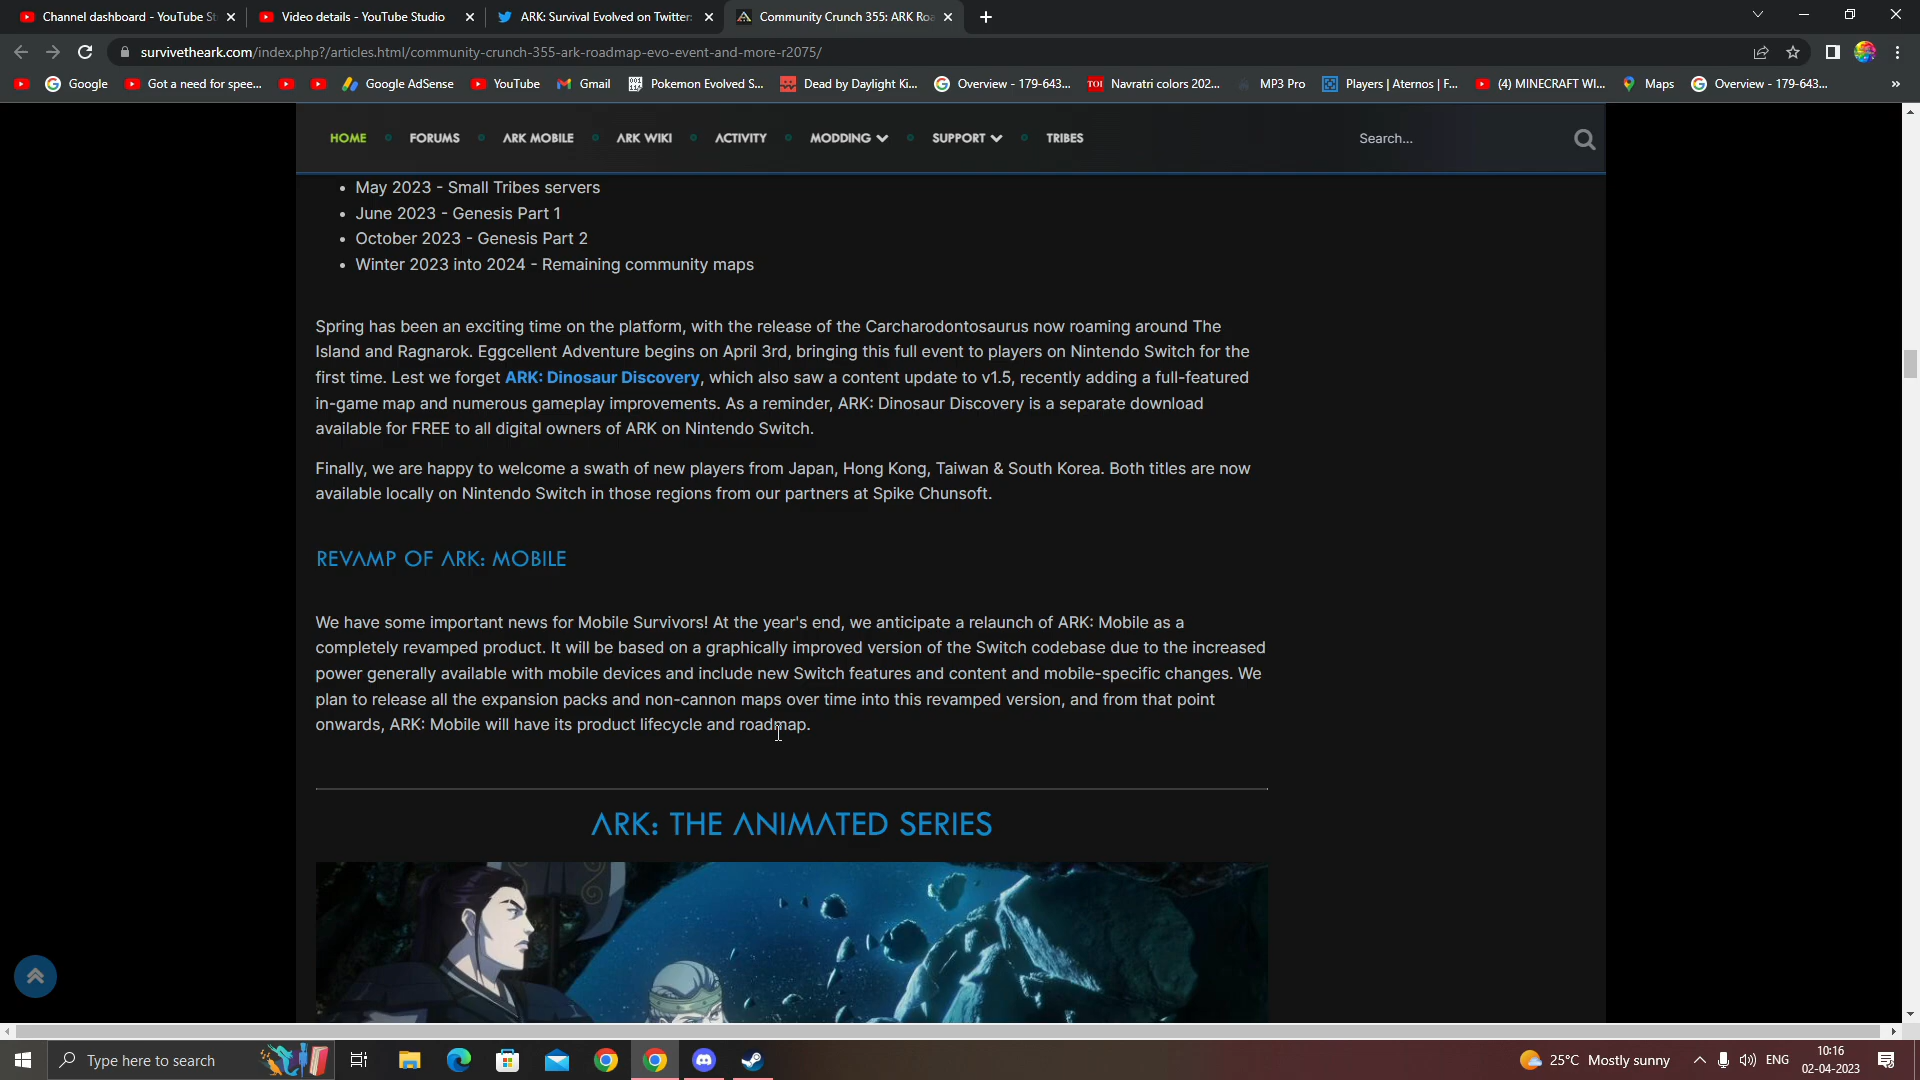 Channel dashboard - YouTube St
Video details - YouTube Studio
ARK: Survival Evolved on Twitter:
Community Crunch 355: ARK Roa
survivetheark.com/index.php?/articles.html/community-crunch-355-ark-roadmap-evo-event-and-more-r2075/
Google
Got a need for spee...
Google AdSense
YouTube
Gmail
Pokemon Evolved S...
Dead by Daylight Ki...
Overview - 179-643...
TOI
Navratri colors 202...
MP3 Pro
Players | Aternos | F...
(4) MINECRAFT WI...
Maps
Overview - 179-643...
»
HOME FORUMS ARK MOBILE ARK WIKI ACTIVITY MODDING SUPPORT TRIBES Search...
• May 2023 - Small Tribes servers
• June 2023 - Genesis Part 1
• October 2023 - Genesis Part 2
• Winter 2023 into 2024 - Remaining community maps
Spring has been an exciting time on the platform, with the release of the Carcharodontosaurus now roaming around The
Island and Ragnarok. Eggcellent Adventure begins on April 3rd, bringing this full event to players on Nintendo Switch for the
first time. Lest we forget ARK: Dinosaur Discovery, which also saw a content update to v1.5, recently adding a full-featured
in-game map and numerous gameplay improvements. As a reminder, ARK: Dinosaur Discovery is a separate download
available for FREE to all digital owners of ARK on Nintendo Switch.
Finally, we are happy to welcome a swath of new players from Japan, Hong Kong, Taiwan & South Korea. Both titles are now
available locally on Nintendo Switch in those regions from our partners at Spike Chunsoft.
REVAMP OF ARK: MOBILE
We have some important news for Mobile Survivors! At the year's end, we anticipate a relaunch of ARK: Mobile as a
completely revamped product. It will be based on a graphically improved version of the Switch codebase due to the increased
power generally available with mobile devices and include new Switch features and content and mobile-specific changes. We
plan to release all the expansion packs and non-cannon maps over time into this revamped version, and from that point
onwards, ARK: Mobile will have its product lifecycle and roadmap.
ARK: THE ANIMATED SERIES
Type here to search
25°C Mostly sunny
ENG
10:16
02-04-2023